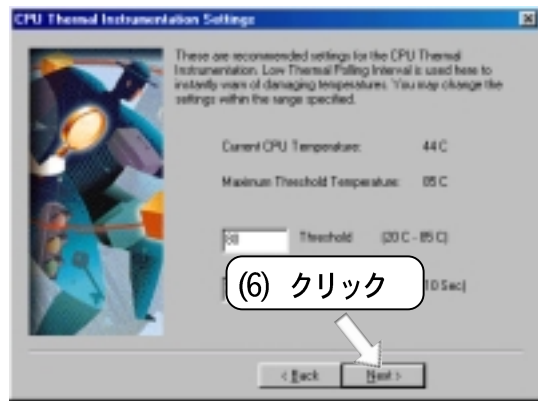 CPU Thermal Instrumentation Settings
These are recommended settings for the CPU Thermal
Instrumentation. Low Thermal Polling Interval is used here to
instantly warn of damaging temperatures. You may change the
settings within the range specified.
Current CPU Temperature: 44 C
Maximum Threshold Temperature: 85 C
Threshold (20 C - 85 C)
(6) クリック
10 Sec)
< Back Next >